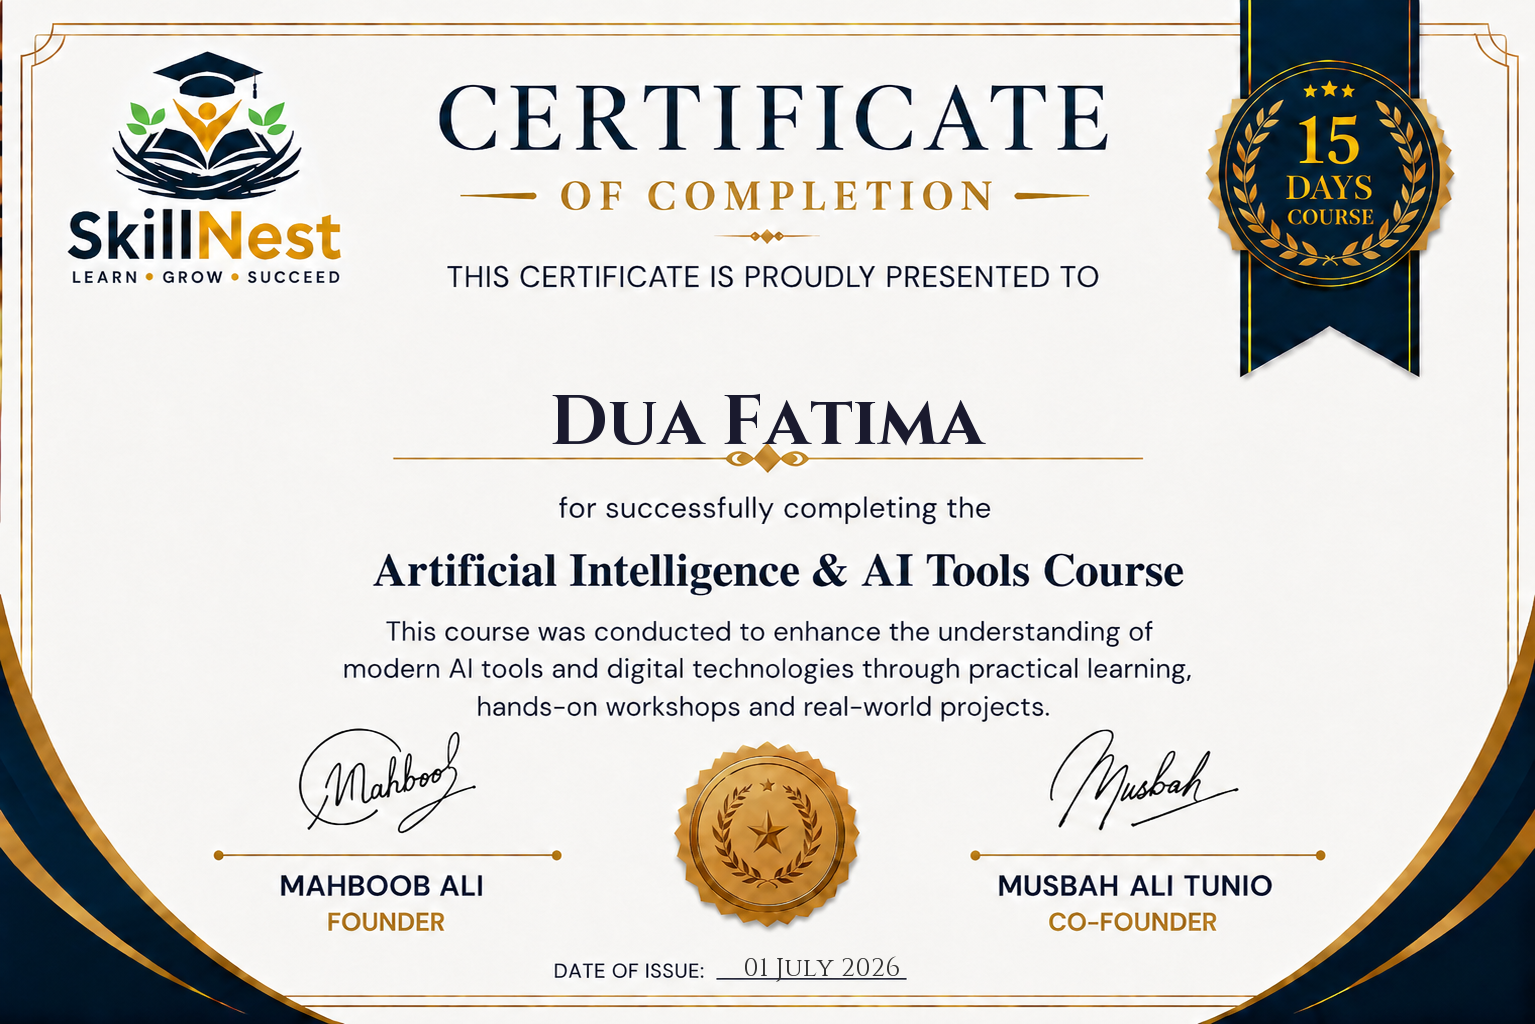 SkillNest
LEARN • GROW • SUCCEED
CERTIFICATE
OF COMPLETION
THIS CERTIFICATE IS PROUDLY PRESENTED TO
15
DAYS
COURSE
Dua Fatima
for successfully completing the
Artificial Intelligence & AI Tools Course
This course was conducted to enhance the understanding of
modern AI tools and digital technologies through practical learning,
hands-on workshops and real-world projects.
Mahboob
MAHBOOB ALI
FOUNDER
Musbah
MUSBAH ALI TUNIO
CO-FOUNDER
DATE OF ISSUE: 01 July 2026